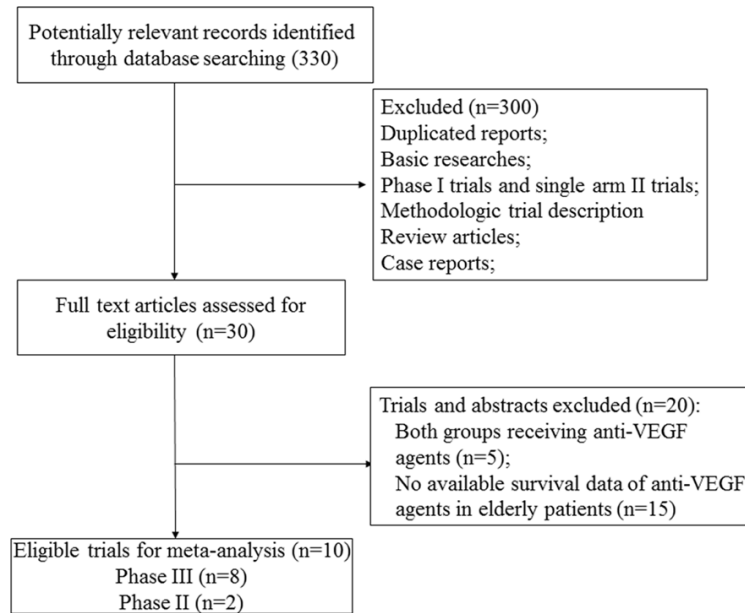 Potentially relevant records identified
through database searching (330)
Excluded (n=300)
Duplicated reports;
Basic researches;
Phase I trials and single arm II trials;
Methodologic trial description
Review articles;
Case reports;
Full text articles assessed for
eligibility (n=30)
Trials and abstracts excluded (n=20):
Both groups receiving anti-VEGF
agents (n=5);
No available survival data of anti-VEGF
agents in elderly patients (n=15)
Eligible trials for meta-analysis (n=10)
Phase III (n=8)
Phase II (n=2)